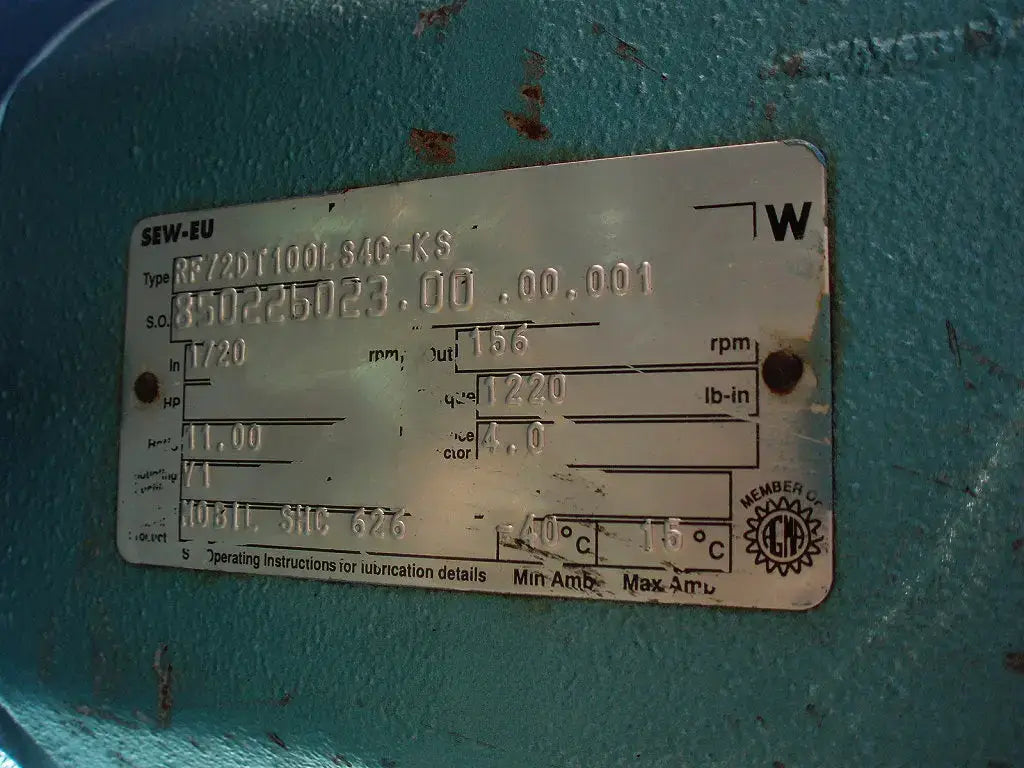 SEW-EU
W
Type RF72DT100LS4C-KS
S.O. 850226023.00 .00.001
In 1720 rpm Out 156 rpm
HP 1220 lb-in
11.00 4.0
Y1
MOBIL SHC 626 -40 °C 15 °C
Operating Instructions for lubrication details Min Amb Max Amb
MEMBER OF
AGMA